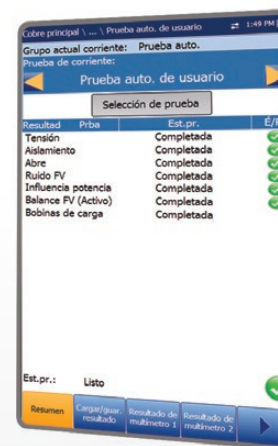 Cobre principal \ ... \ Prueba auto. de usuario 1:49 PM
Grupo actual corriente: Prueba auto.
Prueba de corriente:
Prueba auto. de usuario
Selección de prueba
Resultad Prba Est.pr. É/F
Tensión Completada
Aislamiento Completada
Abre Completada
Ruido FV Completada
Influencia potencia Completada
Balance FV (Activo) Completada
Bobinas de carga Completada
Est.pr.: Listo
Resumen
Cargar/guar. resultado
Resultado de multímetro 1
Resultado de multímetro 2